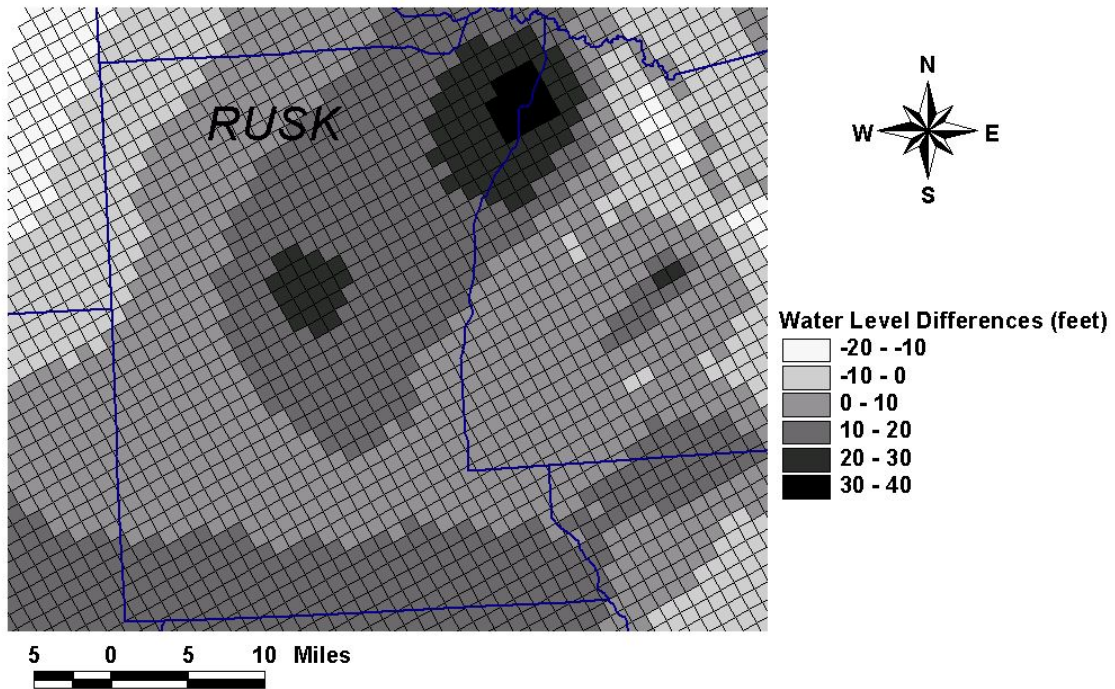 RUSK
N
W E
S
Water Level Differences (feet)
-20 - -10
-10 - 0
0 - 10
10 - 20
20 - 30
30 - 40
5 0 5 10 Miles